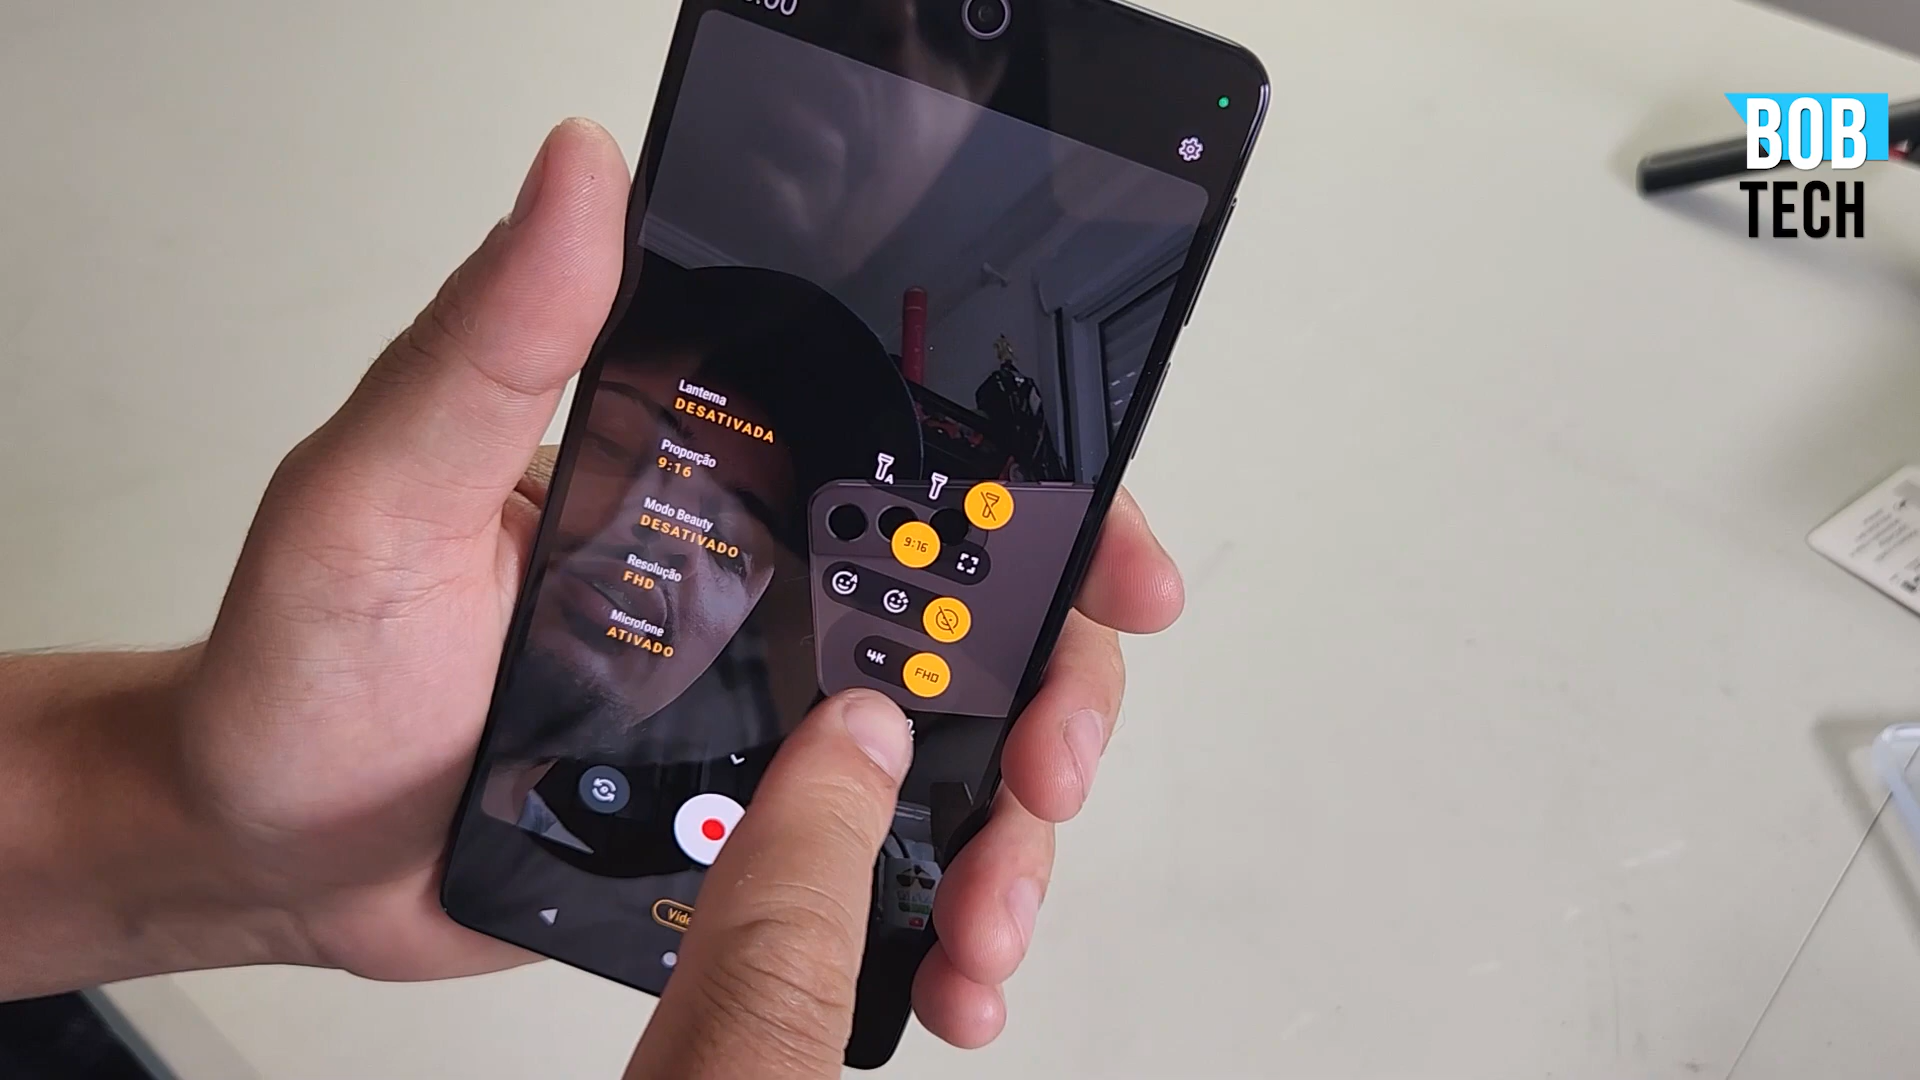 BOB
TECH
Lanterna
DESATIVADA
Proporção
9:16
Modo Beauty
DESATIVADO
Resolução
FHD
Microfone
ATIVADO
A
9:16
4K
FHD